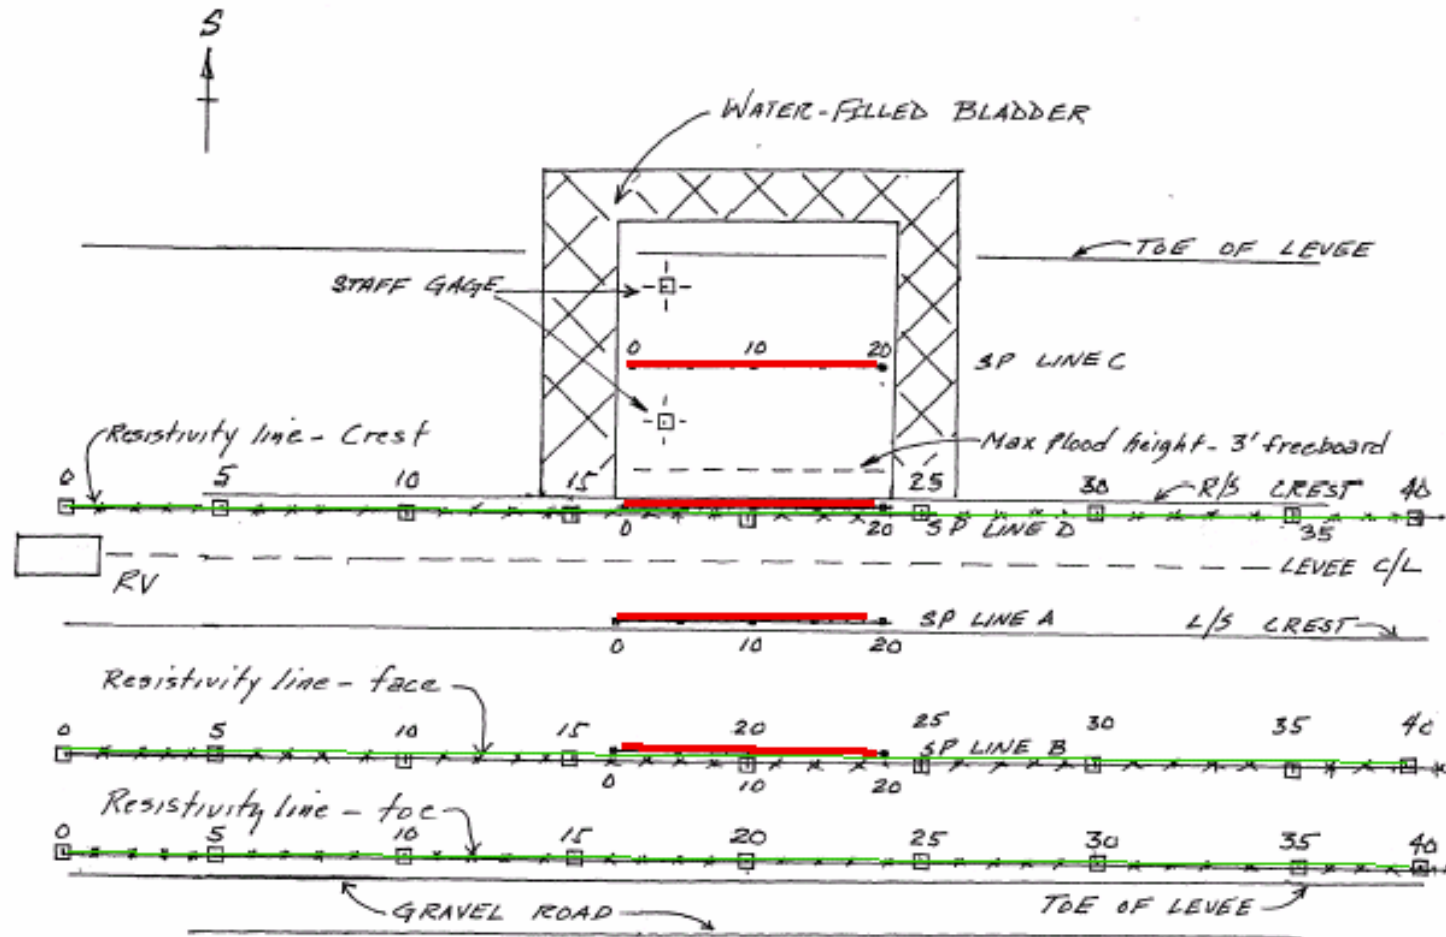 S
WATER-FILLED BLADDER
TOE OF LEVEE
STAFF GAGE
0 10 20
SP LINE C
Resistivity line - Crest
Max flood height - 3' freeboard
0 5 10 15 25 30 R/S CREST 40
0 20 SP LINE D 35
RV
LEVEE C/L
SP LINE A L/S CREST
0 10 20
Resistivity line - face
0 5 10 15 20 25 30 35 40
SP LINE B
0 10 20
Resistivity line - toe
0 5 10 15 20 25 30 35 40
GRAVEL ROAD
TOE OF LEVEE